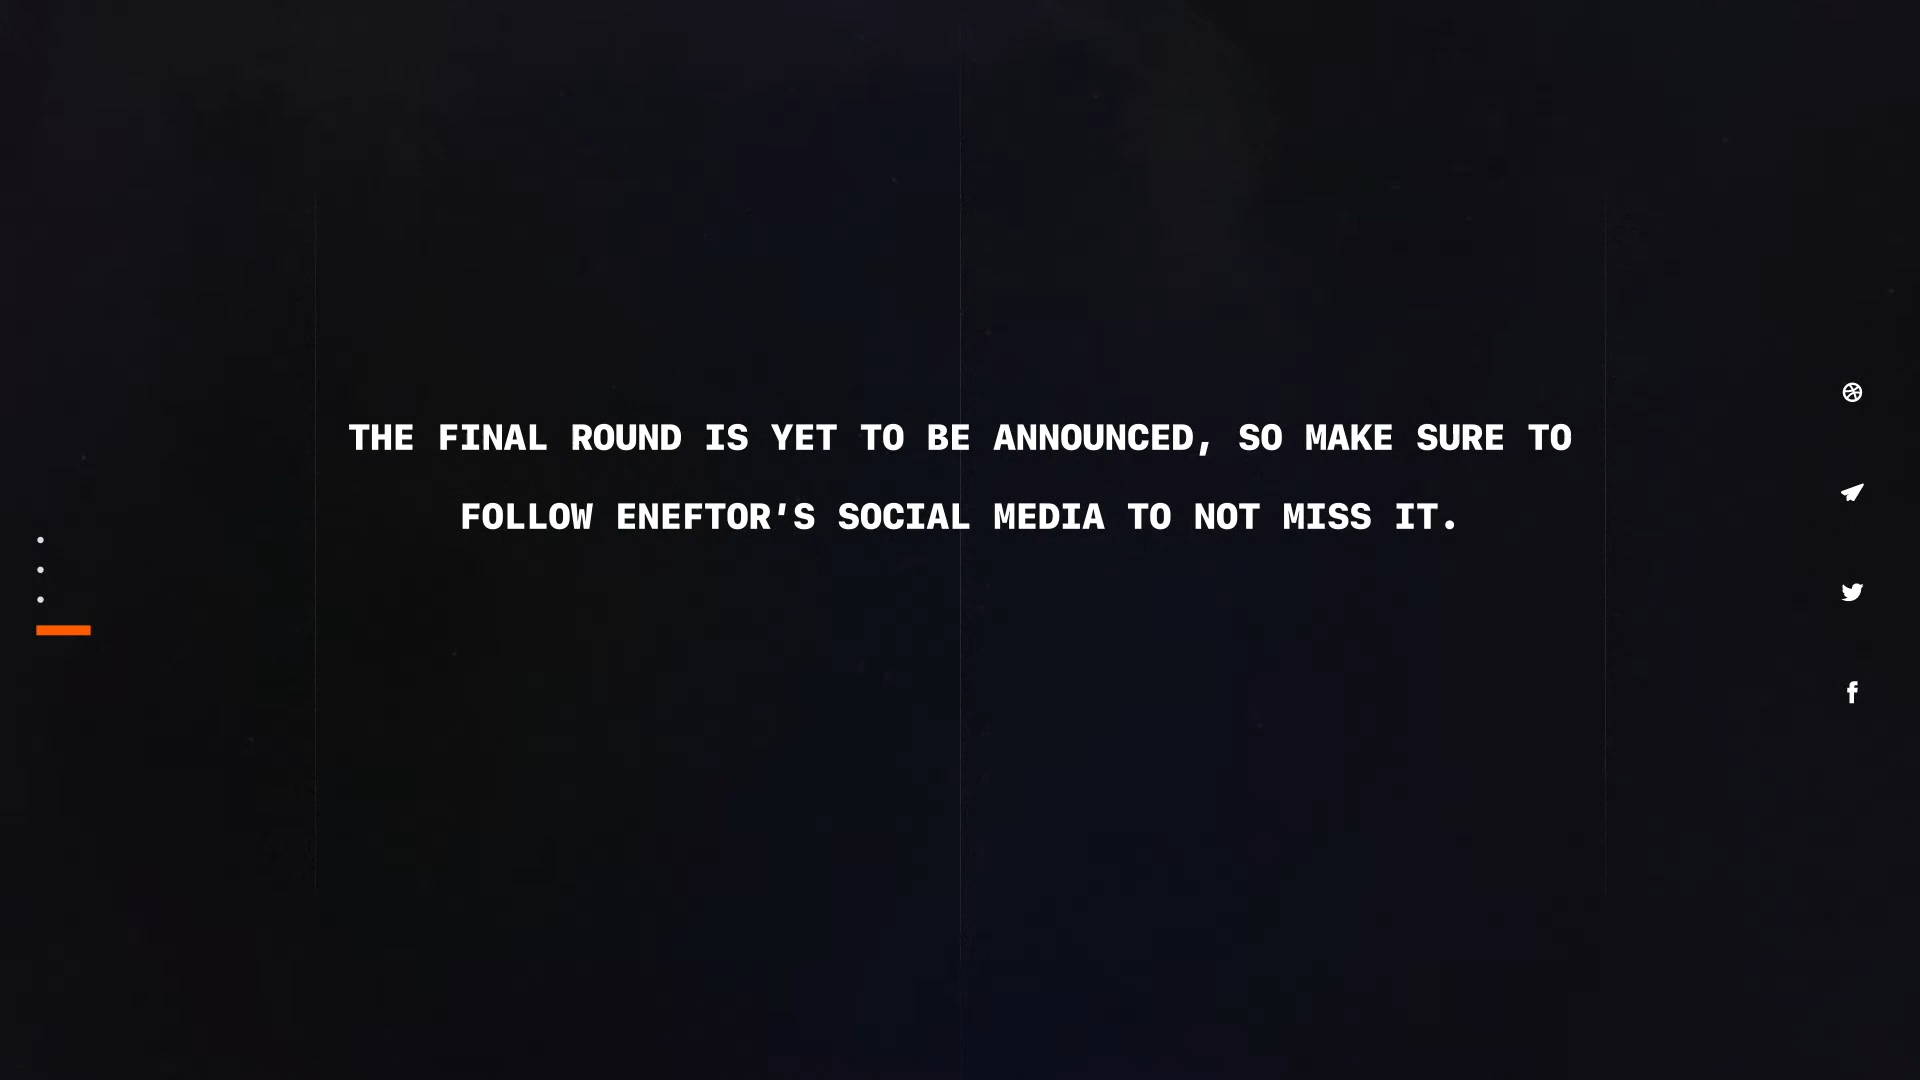 THE FINAL ROUND IS YET TO BE ANNOUNCED, SO MAKE SURE TO
FOLLOW ENEFTOR'S SOCIAL MEDIA TO NOT MISS IT.